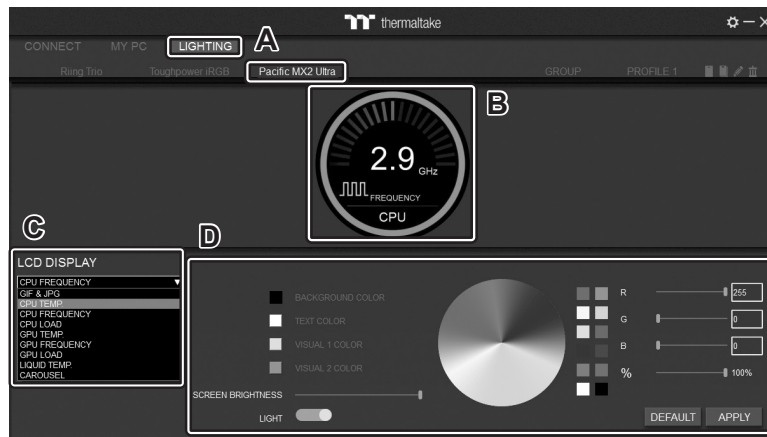 thermaltake
CONNECT MY PC LIGHTING A
Riing Trio Toughpower iRGB Pacific MX2 Ultra GROUP PROFILE 1
B
2.9 GHz
FREQUENCY
CPU
C
D
LCD DISPLAY
CPU FREQUENCY
GIF & JPG
CPU TEMP.
CPU FREQUENCY
CPU LOAD
GPU TEMP.
GPU FREQUENCY
GPU LOAD
LIQUID TEMP.
CAROUSEL
BACKGROUND COLOR
TEXT COLOR
VISUAL 1 COLOR
VISUAL 2 COLOR
SCREEN BRIGHTNESS
LIGHT
R 255
G 0
B 0
% 100%
DEFAULT APPLY